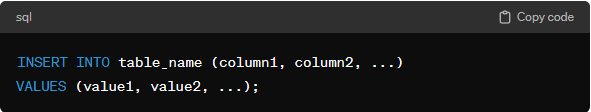 sql Copy code
INSERT INTO table_name (column1, column2, ...)
VALUES (value1, value2, ...);